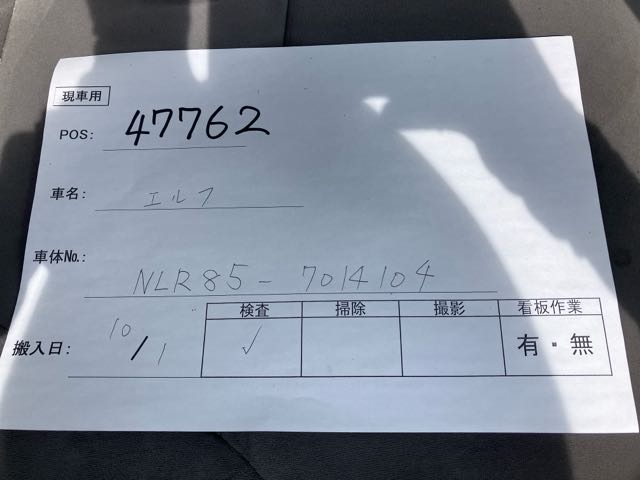 現車用
POS: 47762
車名: エルフ
車体No.: NLR85-7014104
検査 掃除 撮影 看板作業
搬入日: 10/1 ✓ 有・無